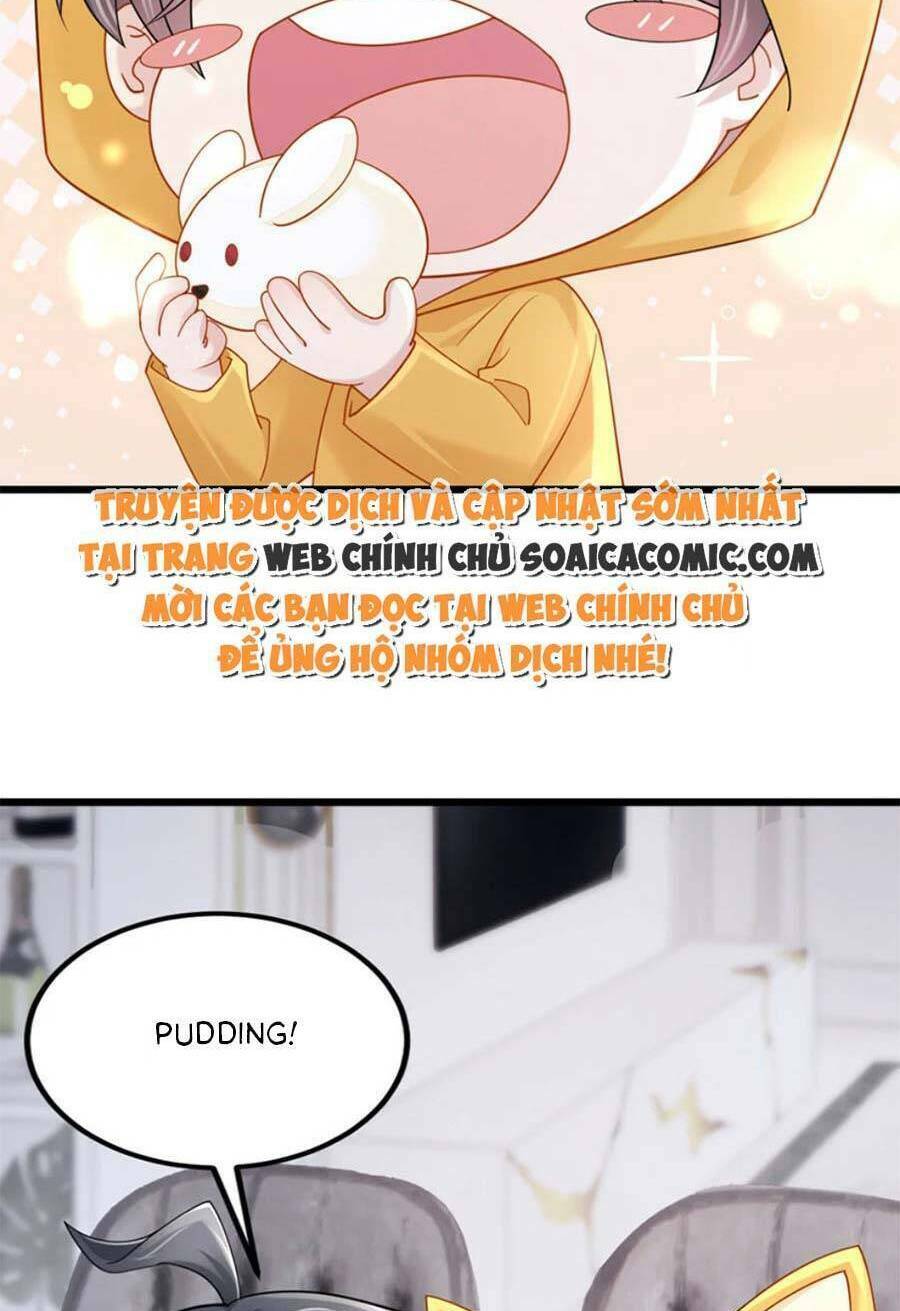 TRUYỆN ĐƯỢC DỊCH VÀ CẬP NHẬT SỚM NHẤT
TẠI TRANG WEB CHÍNH CHỦ SOAICACOMIC.COM
MỜI CÁC BẠN ĐỌC TẠI WEB CHÍNH CHỦ
ĐỂ ỦNG HỘ NHÓM DỊCH NHÉ!
PUDDING!